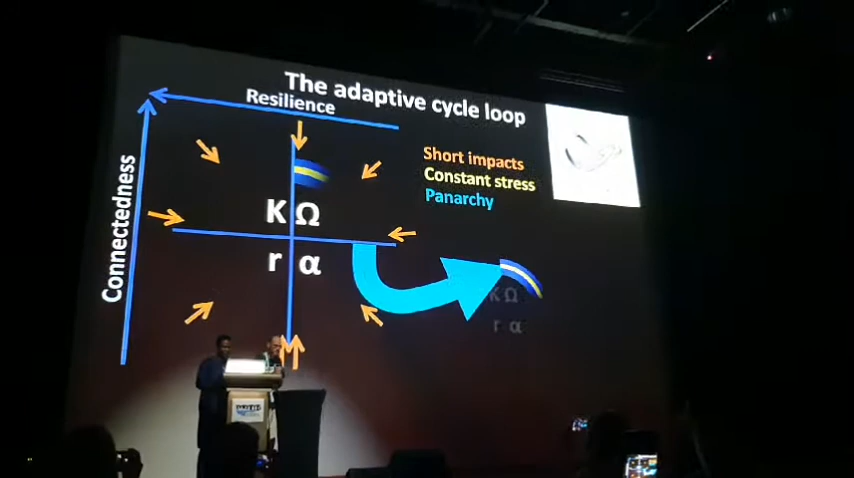 The adaptive cycle loop
Resilience
Connectedness
Short impacts
Constant stress
Panarchy
K Ω
r α
K Ω
r α